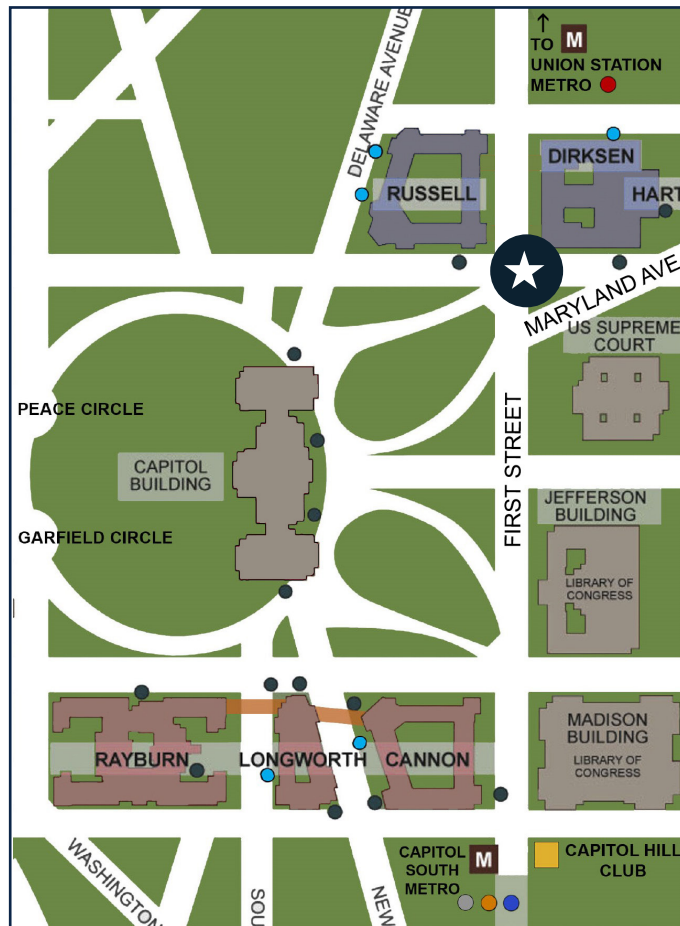 ↑
TO M
UNION STATION
METRO
DELAWARE AVENUE
DIRKSEN
RUSSELL
HART
MARYLAND AVE
US SUPREME
COURT
PEACE CIRCLE
FIRST STREET
CAPITOL
BUILDING
JEFFERSON
BUILDING
GARFIELD CIRCLE
LIBRARY OF
CONGRESS
MADISON
BUILDING
LIBRARY OF
CONGRESS
RAYBURN
LONGWORTH
CANNON
WASHINGTON
SOU
NEW
CAPITOL M
SOUTH
METRO
CAPITOL HILL
CLUB